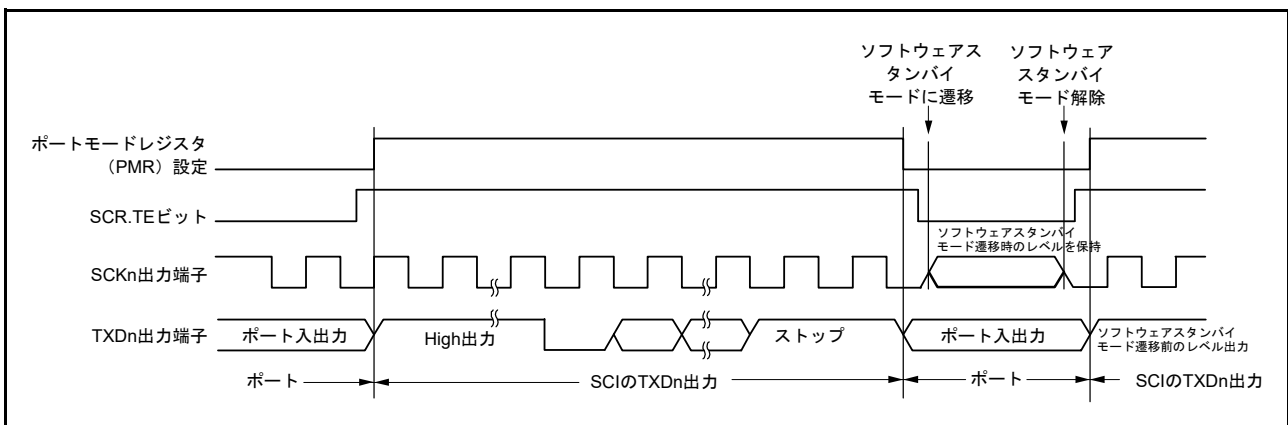 ソフトウェアス
タンバイ
モードに遷移
ソフトウェア
スタンバイ
モード解除
ポートモードレジスタ
（PMR）設定
SCR.TEビット
ソフトウェアスタンバイ
モード遷移時のレベルを保持
SCKn出力端子
TXDn出力端子
ポート入出力
High出力
ストップ
ポート入出力
ソフトウェアスタンバイ
モード遷移前のレベル出力
ポート
SCIのTXDn出力
ポート
SCIのTXDn出力